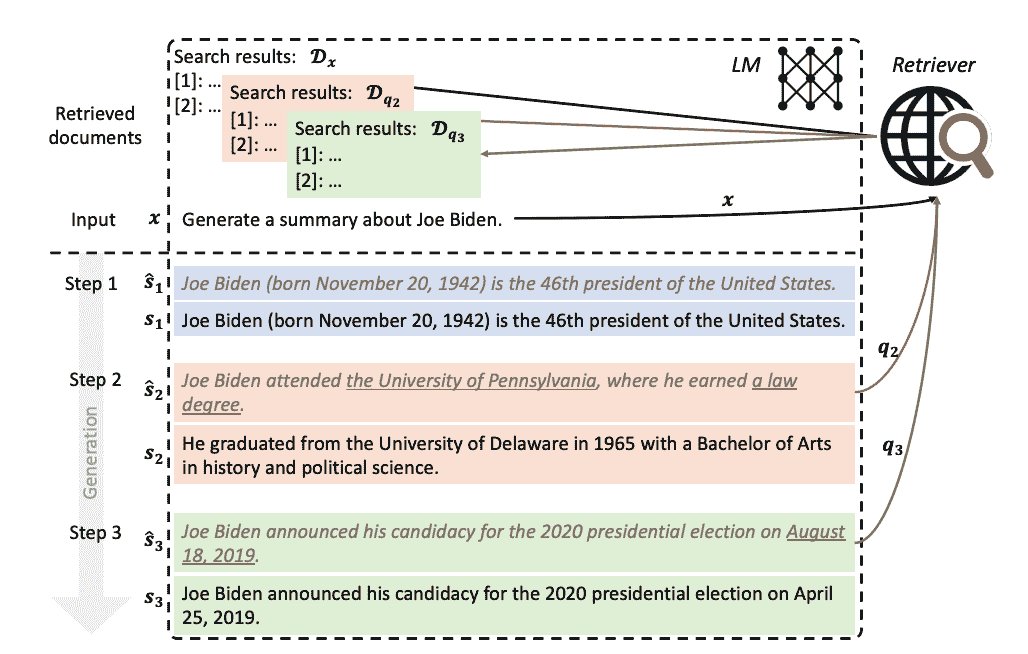 Search results: 𝓓ₓ
[1]: ...
[2]: ...
Search results: 𝓓q₂
[1]: ...
[2]: ...
Search results: 𝓓q₃
[1]: ...
[2]: ...
LM
Retriever
Retrieved
documents
Input x Generate a summary about Joe Biden.
x
Generation
Step 1 ŝ₁ Joe Biden (born November 20, 1942) is the 46th president of the United States.
s₁ Joe Biden (born November 20, 1942) is the 46th president of the United States.
q₂
Step 2 ŝ₂ Joe Biden attended the University of Pennsylvania, where he earned a law
degree.
s₂ He graduated from the University of Delaware in 1965 with a Bachelor of Arts
in history and political science.
q₃
Step 3 ŝ₃ Joe Biden announced his candidacy for the 2020 presidential election on August
18, 2019.
s₃ Joe Biden announced his candidacy for the 2020 presidential election on April
25, 2019.